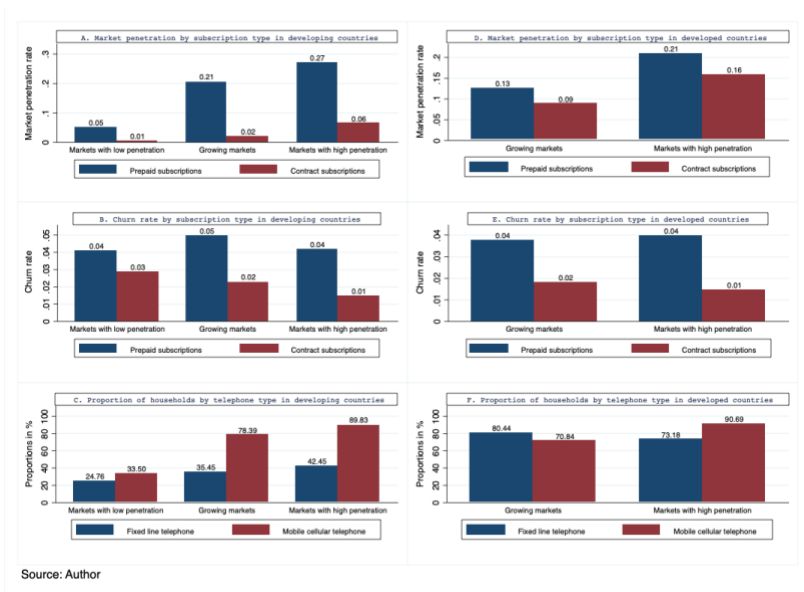 A. Market penetration by subscription type in developing countries
Market penetration rate
0 .1 .2 .3
0.05 0.01 0.21 0.02 0.27 0.06
Markets with low penetration Growing markets Markets with high penetration
Prepaid subscriptions Contract subscriptions
D. Market penetration by subscription type in developed countries
Market penetration rate
0 .05 .1 .15 .2
0.13 0.09 0.21 0.16
Growing markets Markets with high penetration
Prepaid subscriptions Contract subscriptions
B. Churn rate by subscription type in developing countries
Churn rate
0 .01 .02 .03 .04 .05
0.04 0.03 0.05 0.02 0.04 0.01
Markets with low penetration Growing markets Markets with high penetration
Prepaid subscriptions Contract subscriptions
E. Churn rate by subscription type in developed countries
Churn rate
0 .01 .02 .03 .04
0.04 0.02 0.04 0.01
Growing markets Markets with high penetration
Prepaid subscriptions Contract subscriptions
C. Proportion of households by telephone type in developing countries
Proportions in %
0 20 40 60 80 100
24.76 33.50 35.45 78.39 42.45 89.83
Markets with low penetration Growing markets Markets with high penetration
Fixed line telephone Mobile cellular telephone
F. Proportion of households by telephone type in developed countries
Proportions in %
0 20 40 60 80 100
80.44 70.84 73.18 90.69
Growing markets Markets with high penetration
Fixed line telephone Mobile cellular telephone
Source: Author